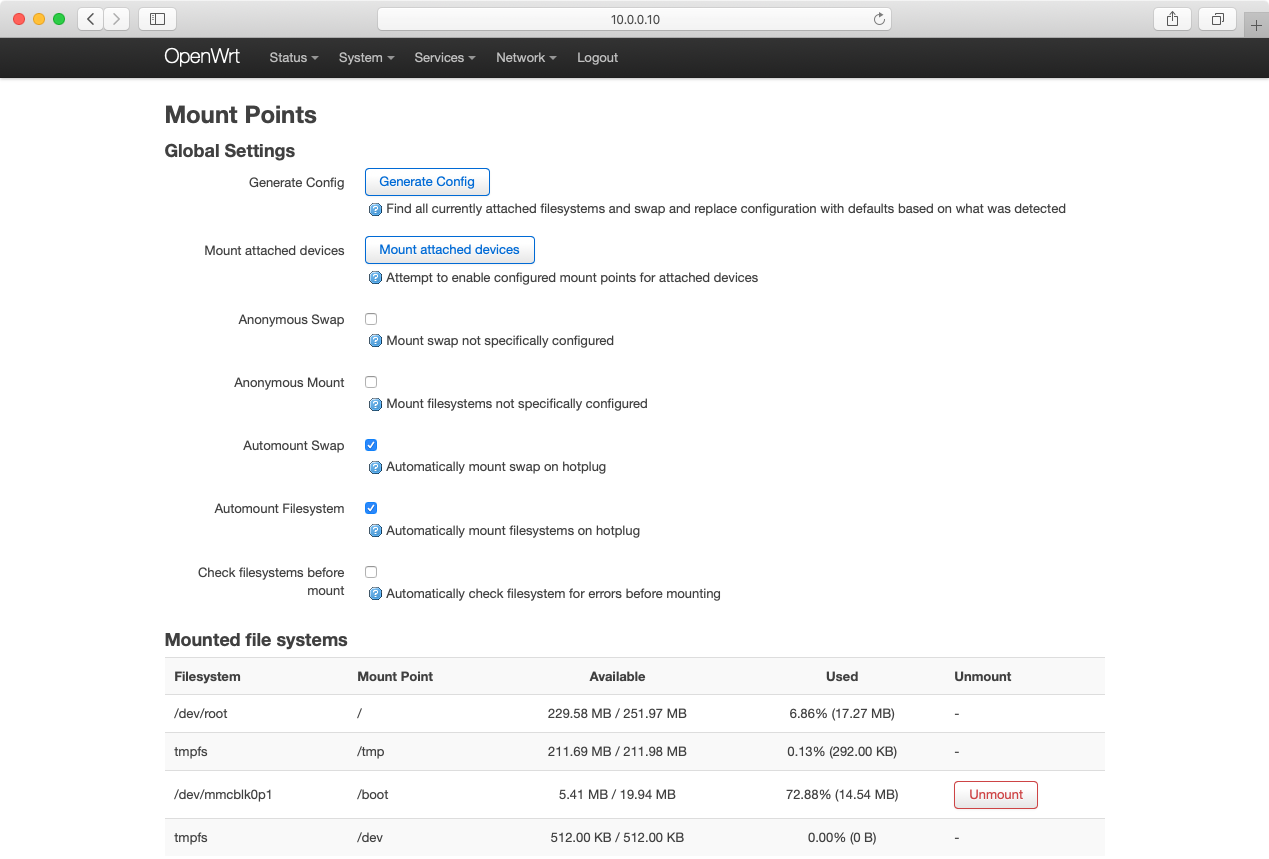 10.0.0.10
OpenWrt Status System Services Network Logout
Mount Points
Global Settings
Generate Config Generate Config
Find all currently attached filesystems and swap and replace configuration with defaults based on what was detected
Mount attached devices Mount attached devices
Attempt to enable configured mount points for attached devices
Anonymous Swap
Mount swap not specifically configured
Anonymous Mount
Mount filesystems not specifically configured
Automount Swap
Automatically mount swap on hotplug
Automount Filesystem
Automatically mount filesystems on hotplug
Check filesystems before
mount
Automatically check filesystem for errors before mounting
Mounted file systems
Filesystem Mount Point Available Used Unmount
/dev/root / 229.58 MB / 251.97 MB 6.86% (17.27 MB) -
tmpfs /tmp 211.69 MB / 211.98 MB 0.13% (292.00 KB) -
/dev/mmcblk0p1 /boot 5.41 MB / 19.94 MB 72.88% (14.54 MB) Unmount
tmpfs /dev 512.00 KB / 512.00 KB 0.00% (0 B) -